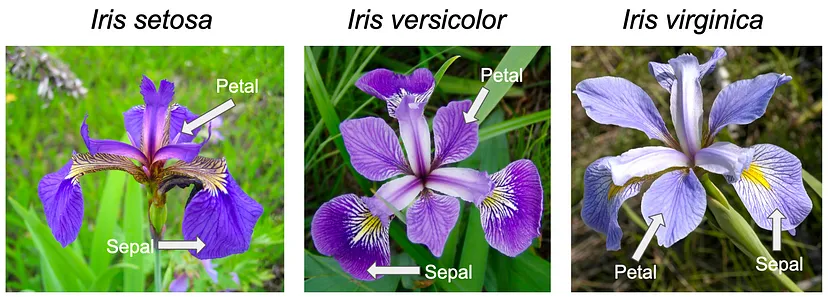 Iris setosa
Iris versicolor
Iris virginica
Petal
Sepal
Petal
Sepal
Petal
Sepal